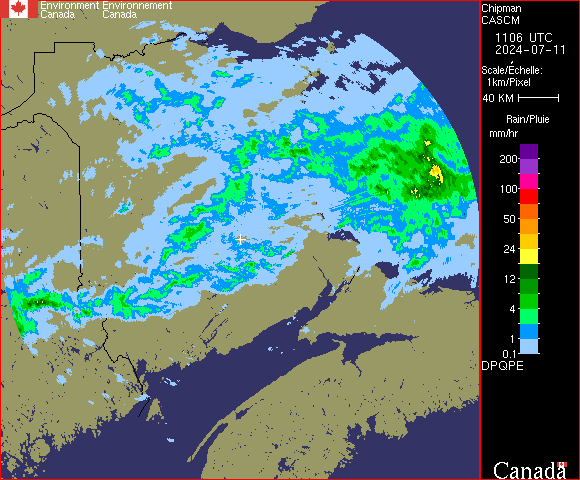 Environment Environnement
Canada Canada
Chipman
CASCM
1106 UTC
2024-07-11
Scale/Echelle:
1km/Pixel
40 KM
Rain/Pluie
mm/hr
200
100
50
24
12
4
1
0.1
DPQPE
Canada